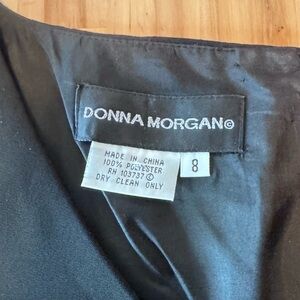 DONNA MORGAN©
MADE IN CHINA
100% POLYESTER
RN 103737 ©
DRY CLEAN ONLY
8